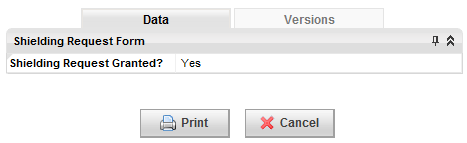 Data
Versions
Shielding Request Form
Shielding Request Granted? Yes
Print
Cancel